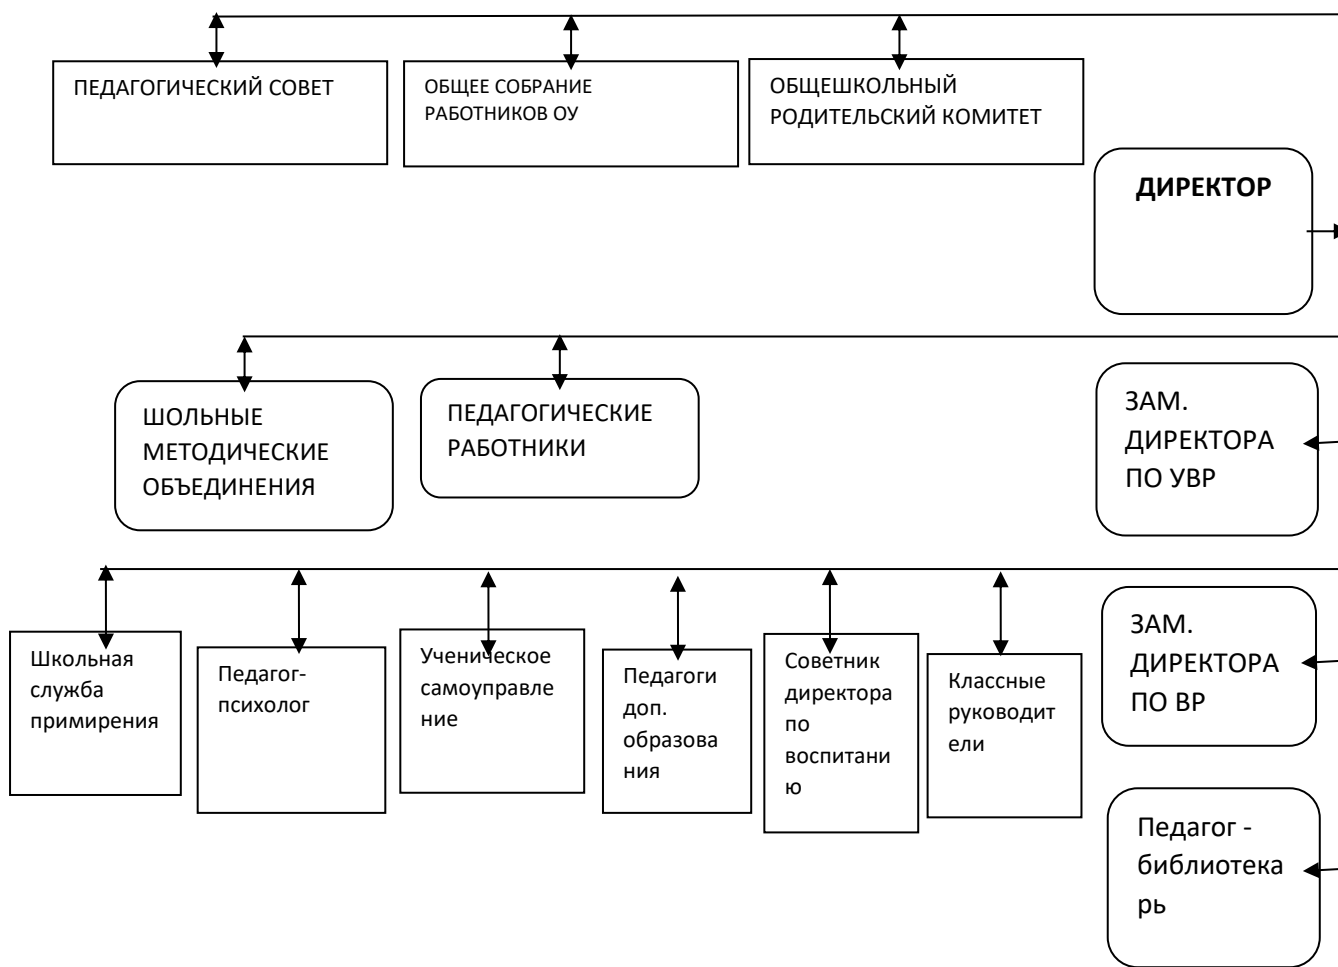 ПЕДАГОГИЧЕСКИЙ СОВЕТ
ОБЩЕЕ СОБРАНИЕ
РАБОТНИКОВ ОУ
ОБЩЕШКОЛЬНЫЙ
РОДИТЕЛЬСКИЙ КОМИТЕТ
ДИРЕКТОР
ШОЛЬНЫЕ
МЕТОДИЧЕСКИЕ
ОБЪЕДИНЕНИЯ
ПЕДАГОГИЧЕСКИЕ
РАБОТНИКИ
ЗАМ.
ДИРЕКТОРА
ПО УВР
Школьная
служба
примирения
Педагог-
психолог
Ученическое
самоуправле
ние
Педагоги
доп.
образова
ния
Советник
директора
по
воспитани
ю
Классные
руководит
ели
ЗАМ.
ДИРЕКТОРА
ПО ВР
Педагог -
библиотека
рь